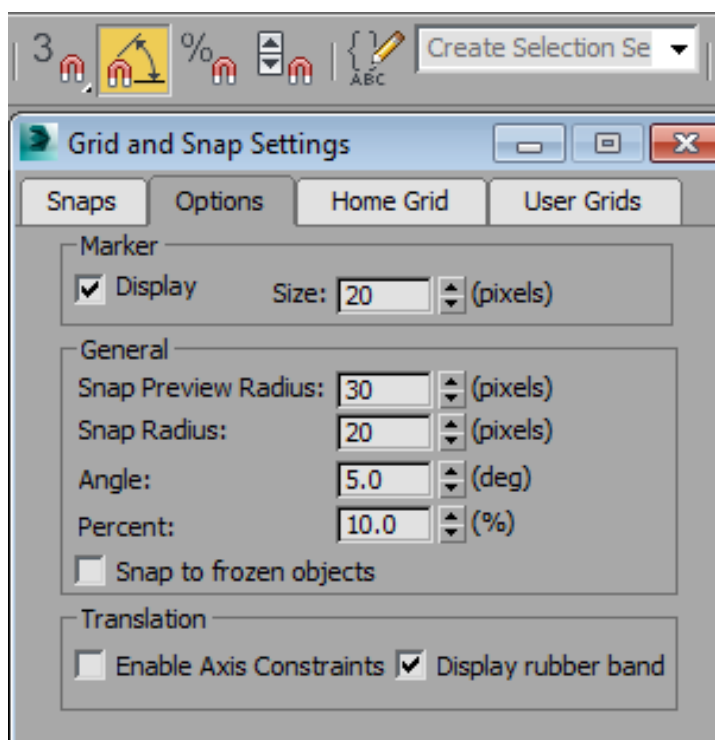 3 % { } ABC Create Selection Se
Grid and Snap Settings
Snaps Options Home Grid User Grids
Marker
Display Size: 20 (pixels)
General
Snap Preview Radius: 30 (pixels)
Snap Radius: 20 (pixels)
Angle: 5.0 (deg)
Percent: 10.0 (%)
Snap to frozen objects
Translation
Enable Axis Constraints Display rubber band